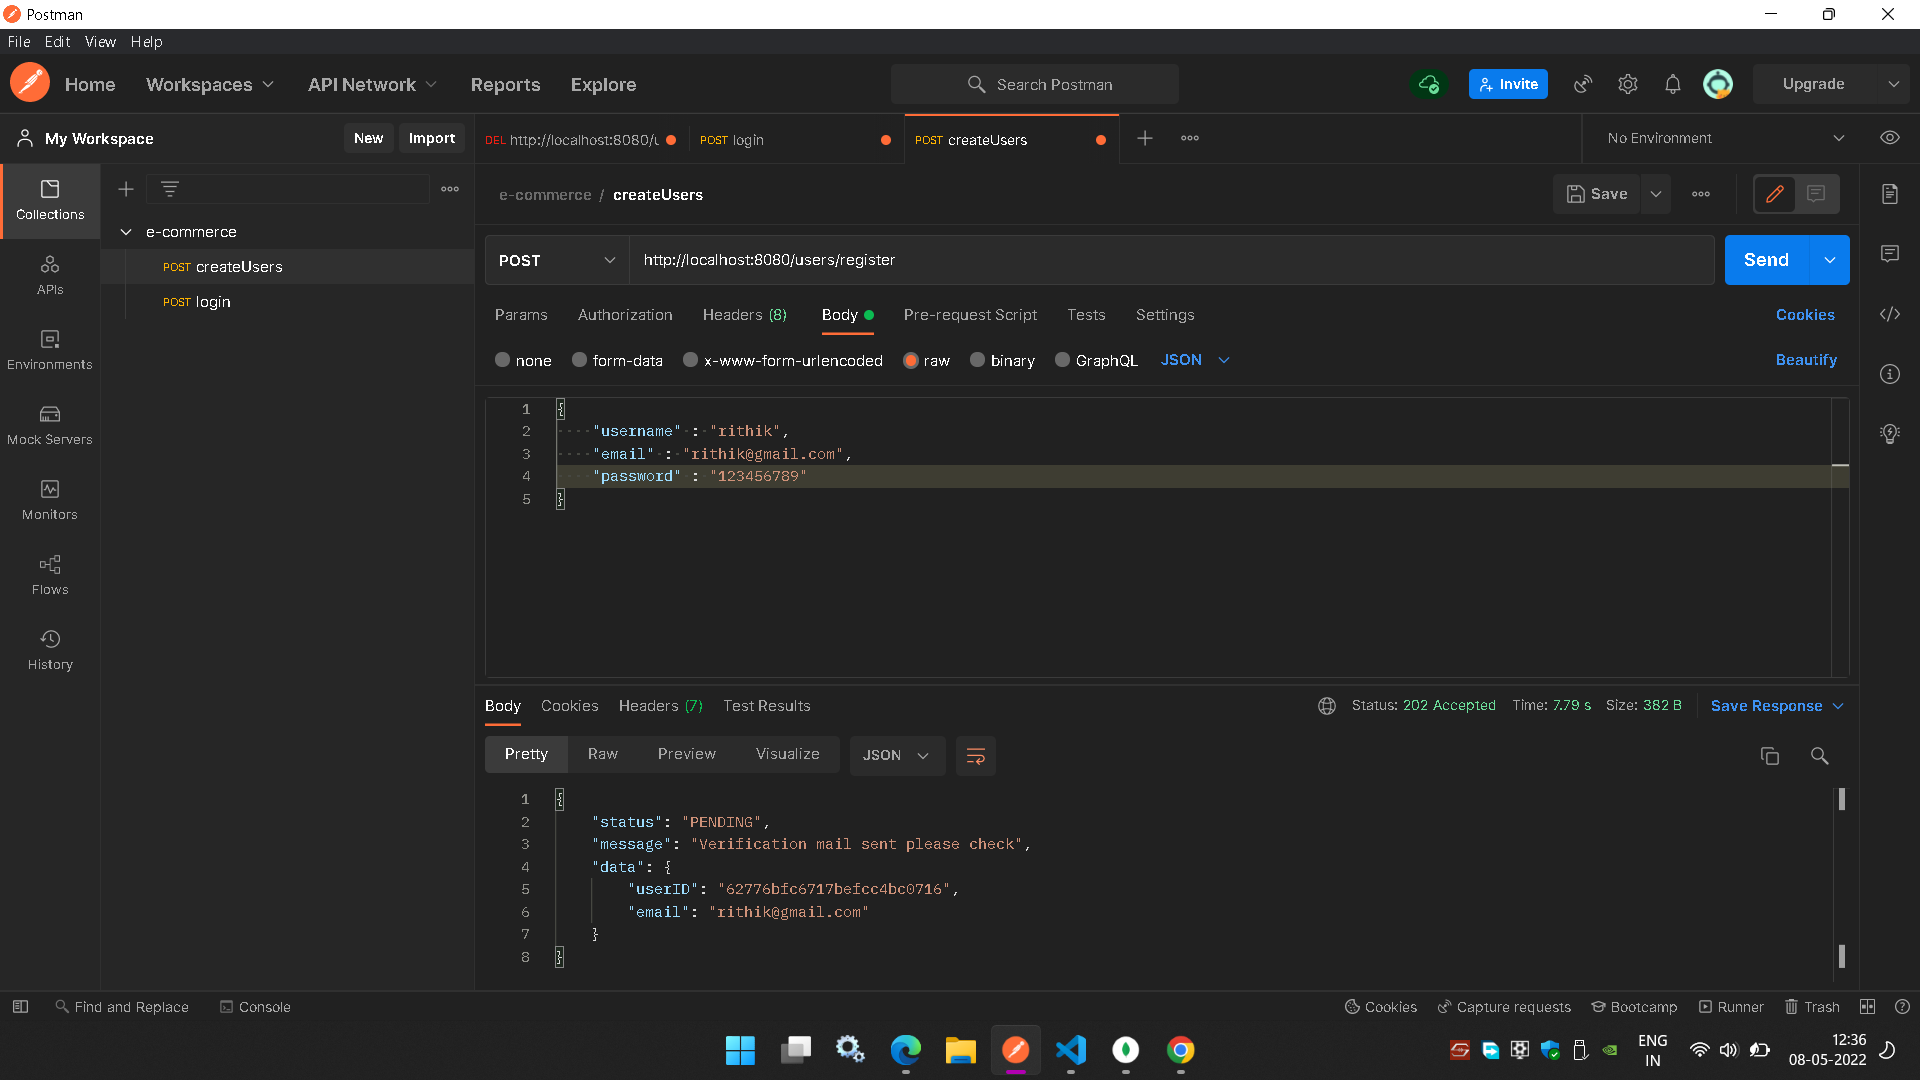 Postman
File Edit View Help
Home Workspaces API Network Reports Explore Search Postman Invite Upgrade
My Workspace New Import DEL http://localhost:8080/u POST login POST createUsers No Environment
Collections
APIs
Environments
Mock Servers
Monitors
Flows
History
e-commerce
POST createUsers
POST login
e-commerce / createUsers Save
POST http://localhost:8080/users/register Send
Params Authorization Headers (8) Body Pre-request Script Tests Settings Cookies
none form-data x-www-form-urlencoded raw binary GraphQL JSON Beautify
1 {
2 "username" : "rithik",
3 "email" : "rithik@gmail.com",
4 "password" : "123456789"
5 }
Body Cookies Headers (7) Test Results Status: 202 Accepted Time: 7.79 s Size: 382 B Save Response
Pretty Raw Preview Visualize JSON
1 {
2 "status": "PENDING",
3 "message": "Verification mail sent please check",
4 "data": {
5 "userID": "62776bfc6717befcc4bc0716",
6 "email": "rithik@gmail.com"
7 }
8 }
Find and Replace Console Cookies Capture requests Bootcamp Runner Trash
ENG
IN
12:36
08-05-2022